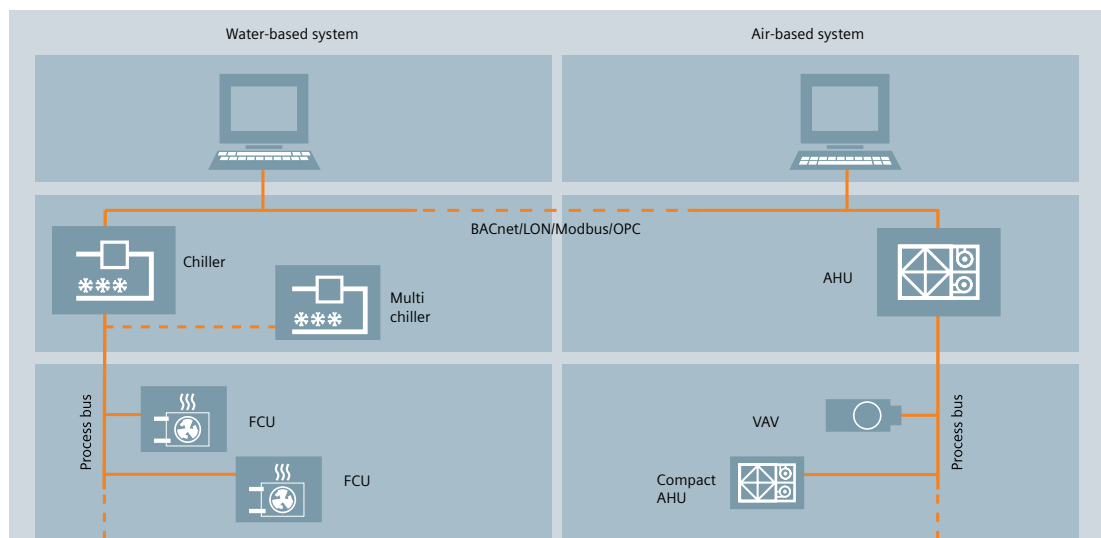 Water-based system
Air-based system
BACnet/LON/Modbus/OPC
Chiller
Multi
chiller
AHU
Process bus
FCU
FCU
VAV
Compact
AHU
Process bus